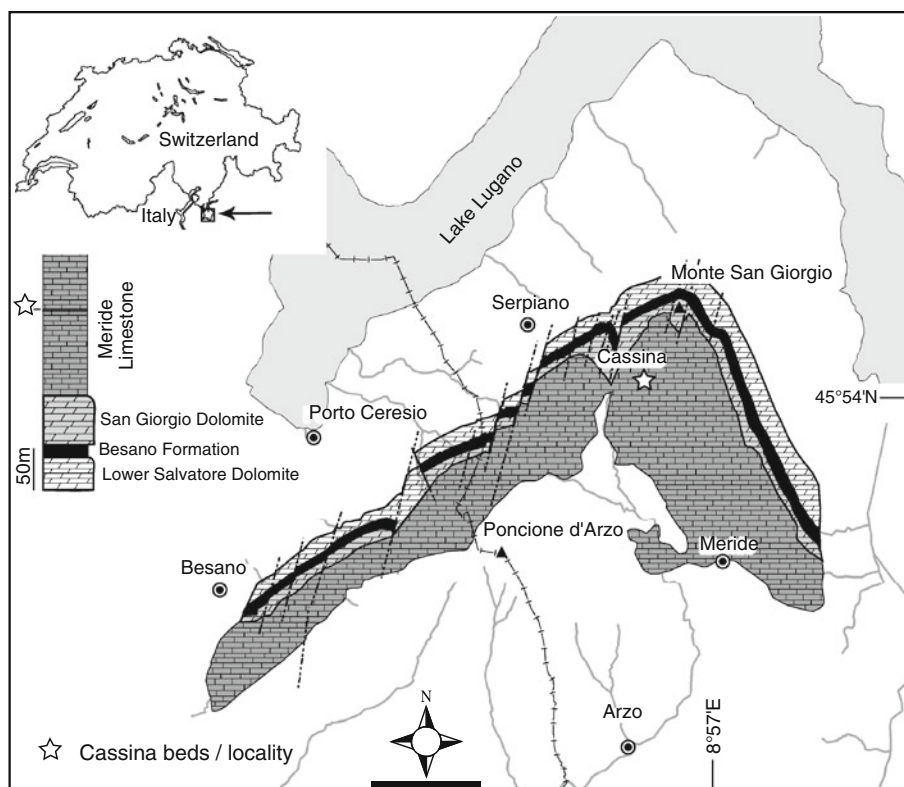 Switzerland
Italy
Lake Lugano
Meride
Limestone
San Giorgio Dolomite
Besano Formation
Lower Salvatore Dolomite
50m
Monte San Giorgio
Serpiano
Cassina
45°54'N
Porto Ceresio
Poncione d'Arzo
Meride
Besano
Arzo
8°57'E
N
Cassina beds / locality